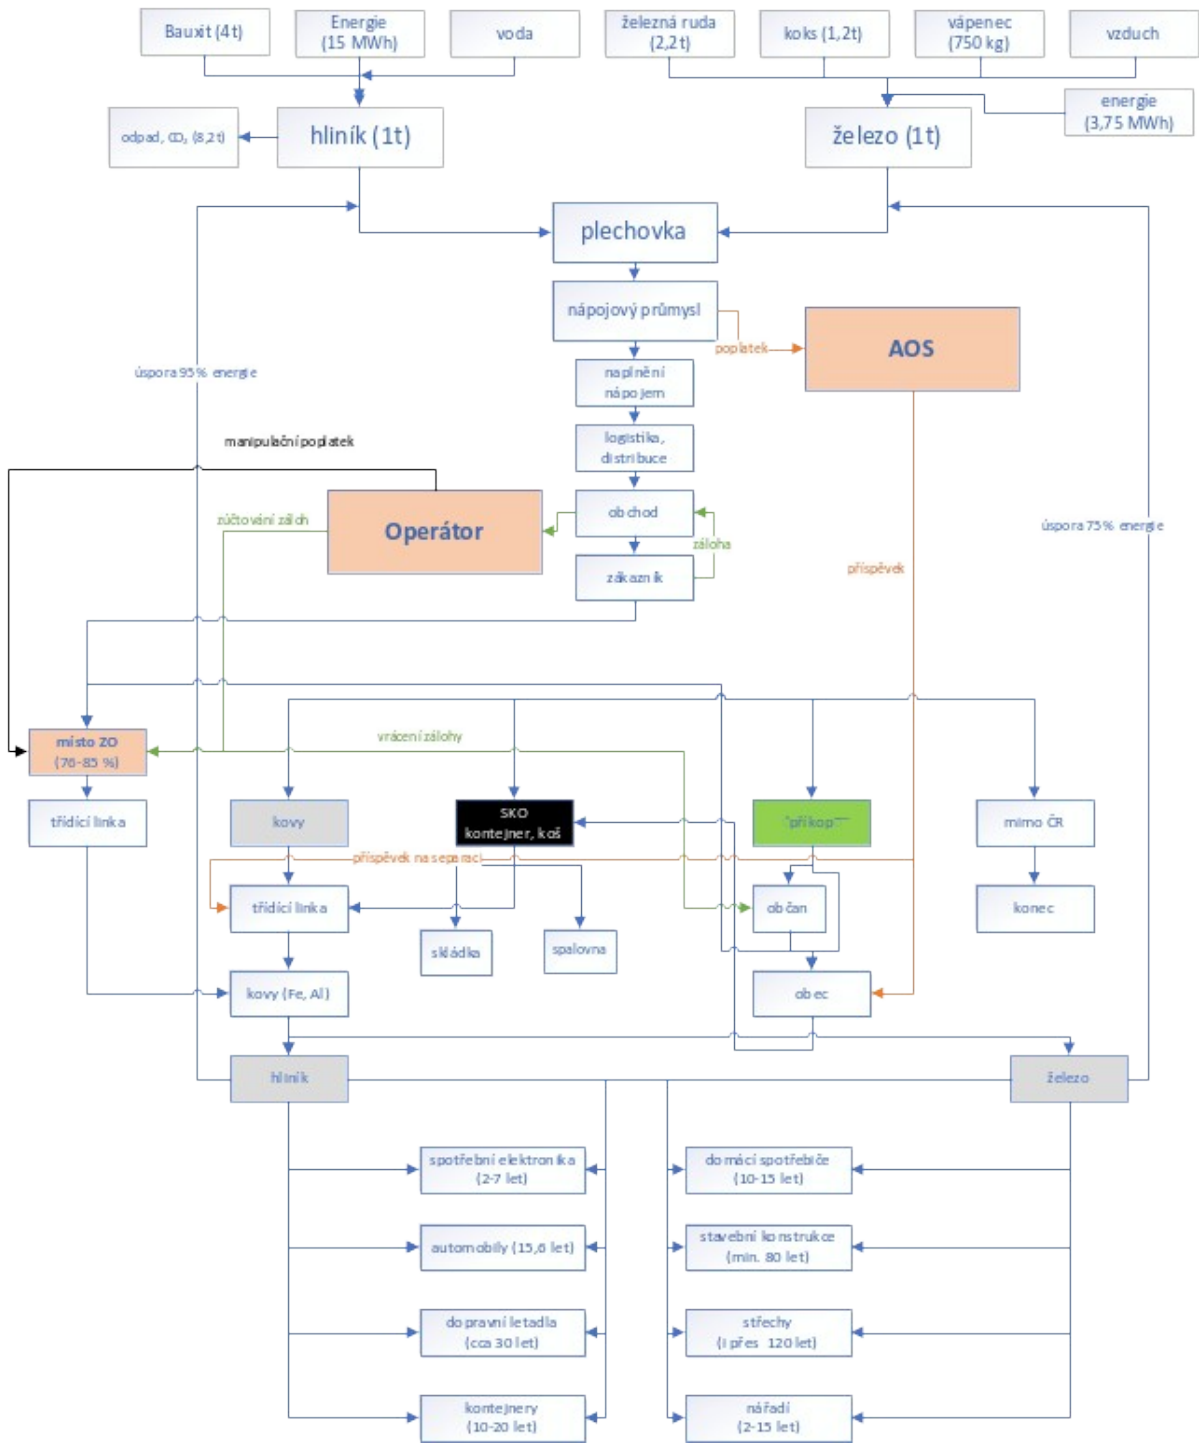 Bauxit (4t)
Energie
(15 MWh)
voda
železná ruda
(2,2t)
koks (1,2t)
vápenec
(750 kg)
vzduch
odpad, CO₂ (8,2t)
hliník (1t)
železo (1t)
energie
(3,75 MWh)
plechovka
nápojový průmysl
poplatek
AOS
úspora 95% energie
naplnění
nápojem
manipulační poplatek
logistika,
distribuce
zúčtování záloh
Operátor
obchod
záloha
úspora 75% energie
zákazník
příspěvek
místo ZO
(76-85 %)
vrácení zálohy
třídící linka
kovy
SKO
kontejner, koš
"příkop"
mimo ČR
příspěvek na separaci
třídící linka
občan
konec
skládka
spalovna
kovy (Fe, Al)
obec
hliník
železo
spotřební elektronika
(2-7 let)
domácí spotřebiče
(10-15 let)
automobily (15,6 let)
stavební konstrukce
(min. 80 let)
dopravní letadla
(cca 30 let)
střechy
(i přes 120 let)
kontejnery
(10-20 let)
nářadí
(2-15 let)